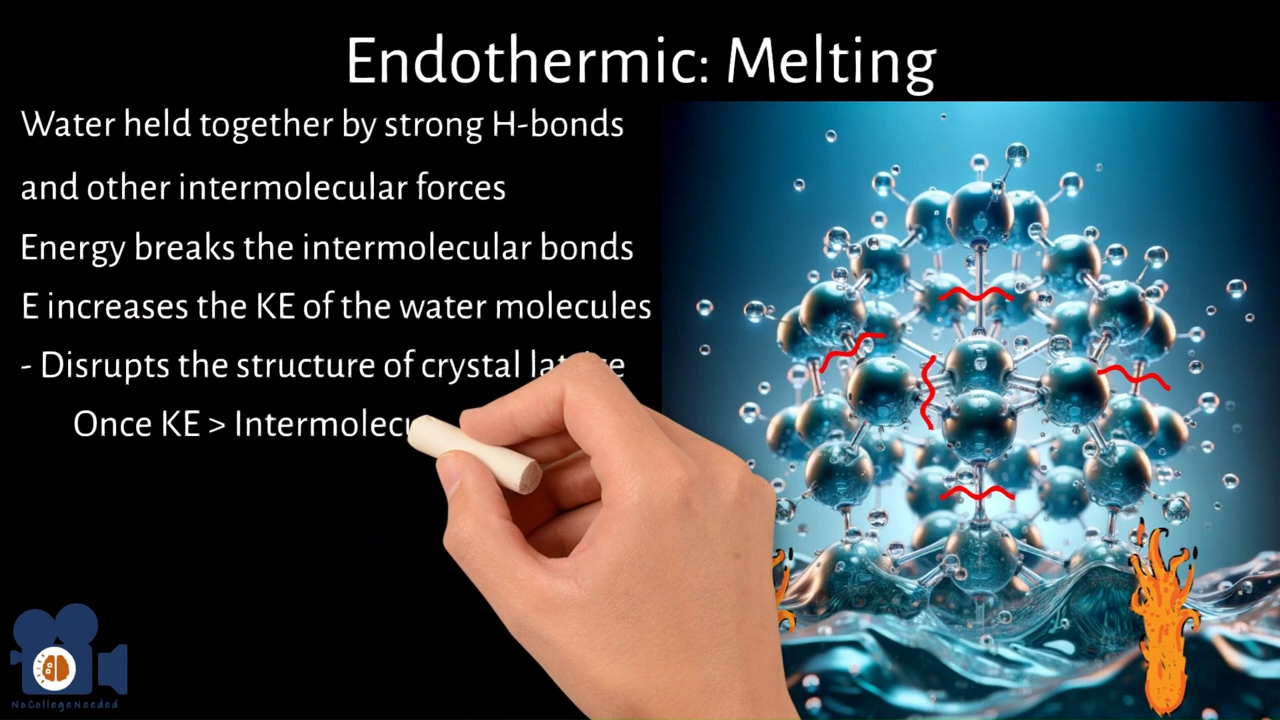 Endothermic: Melting
Water held together by strong H-bonds
and other intermolecular forces
Energy breaks the intermolecular bonds
E increases the KE of the water molecules
- Disrupts the structure of crystal
Once KE >
NoCollegeNeeded